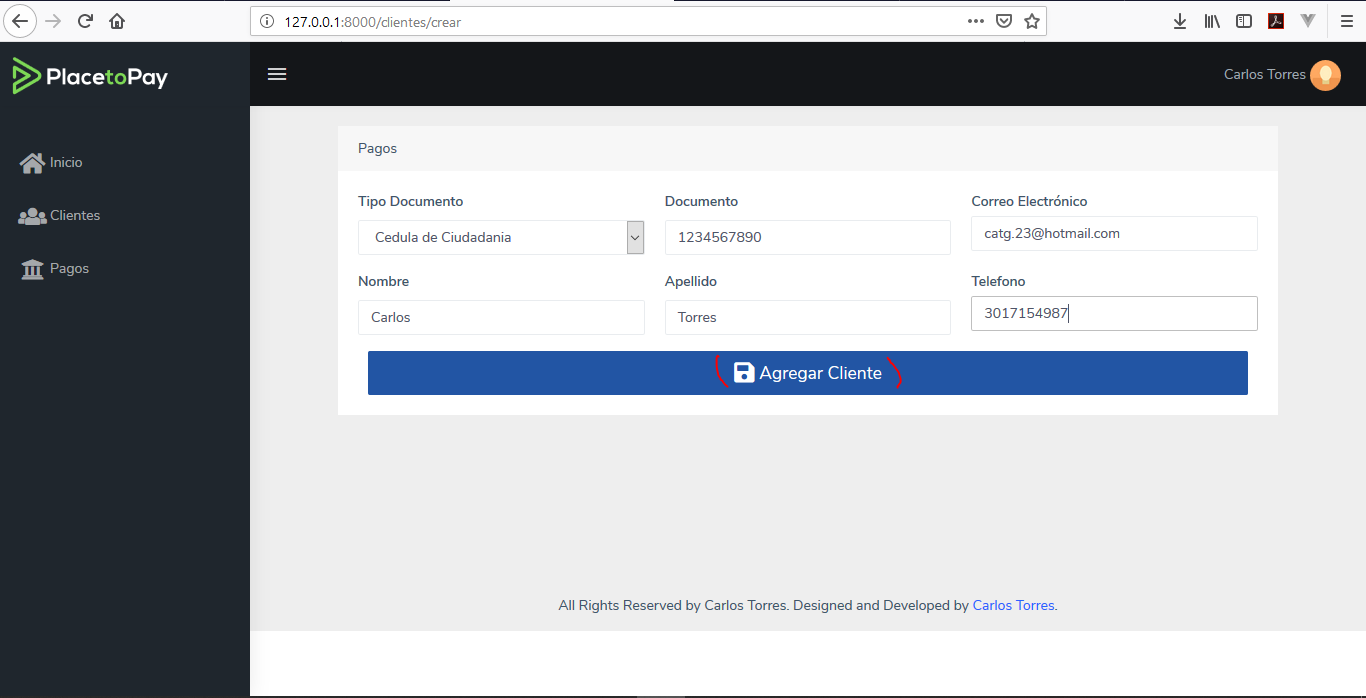 127.0.0.1:8000/clientes/crear
PlacetoPay
Carlos Torres
Inicio
Clientes
Pagos
Pagos
Tipo Documento
Documento
Correo Electrónico
Cedula de Ciudadania
1234567890
catg.23@hotmail.com
Nombre
Apellido
Telefono
Carlos
Torres
3017154987
Agregar Cliente
All Rights Reserved by Carlos Torres. Designed and Developed by Carlos Torres.